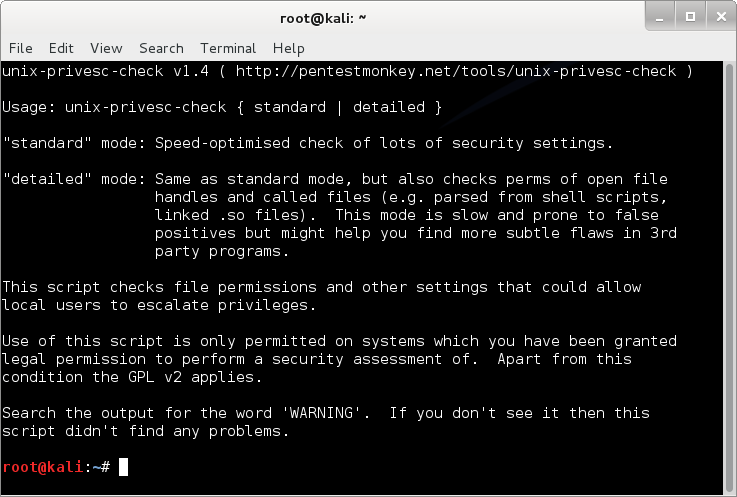 root@kali: ~
File Edit View Search Terminal Help
unix-privesc-check v1.4 ( http://pentestmonkey.net/tools/unix-privesc-check )
Usage: unix-privesc-check { standard | detailed }
"standard" mode: Speed-optimised check of lots of security settings.
"detailed" mode: Same as standard mode, but also checks perms of open file
handles and called files (e.g. parsed from shell scripts,
linked .so files).  This mode is slow and prone to false
positives but might help you find more subtle flaws in 3rd
party programs.
This script checks file permissions and other settings that could allow
local users to escalate privileges.
Use of this script is only permitted on systems which you have been granted
legal permission to perform a security assessment of.  Apart from this
condition the GPL v2 applies.
Search the output for the word 'WARNING'.  If you don't see it then this
script didn't find any problems.
root@kali:~#